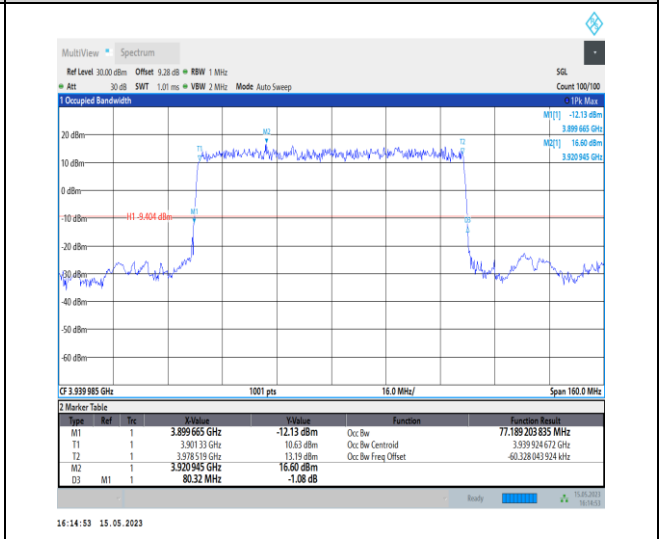 MultiView Spectrum
Ref Level 30.00 dBm Offset 9.28 dB RBW 1 MHz SGL
Att 30 dB SWT 1.01 ms VBW 2 MHz Mode Auto Sweep Count 100/100
1 Occupied Bandwidth 1Pk Max
M1[1] -12.13 dBm
3.899 665 GHz
20 dBm
M2
M2[1] 16.60 dBm
3.920 945 GHz
T1 T2
10 dBm
0 dBm
M1
-10 dBm H1 -9.404 dBm
D3
-20 dBm
-30 dBm
-40 dBm
-50 dBm
-60 dBm
CF 3.939 985 GHz 1001 pts 16.0 MHz/ Span 160.0 MHz
2 Marker Table
Type Ref Trc X-Value Y-Value Function Function Result
M1 1 3.899 665 GHz -12.13 dBm Occ Bw 77.189 203 835 MHz
T1 1 3.901 33 GHz 10.63 dBm Occ Bw Centroid 3.939 924 672 GHz
T2 1 3.978 519 GHz 13.19 dBm Occ Bw Freq Offset -60.328 043 924 kHz
M2 1 3.920 945 GHz 16.60 dBm
D3 M1 1 80.32 MHz -1.08 dB
Ready 15.05.2023
16:14:53
16:14:53 15.05.2023